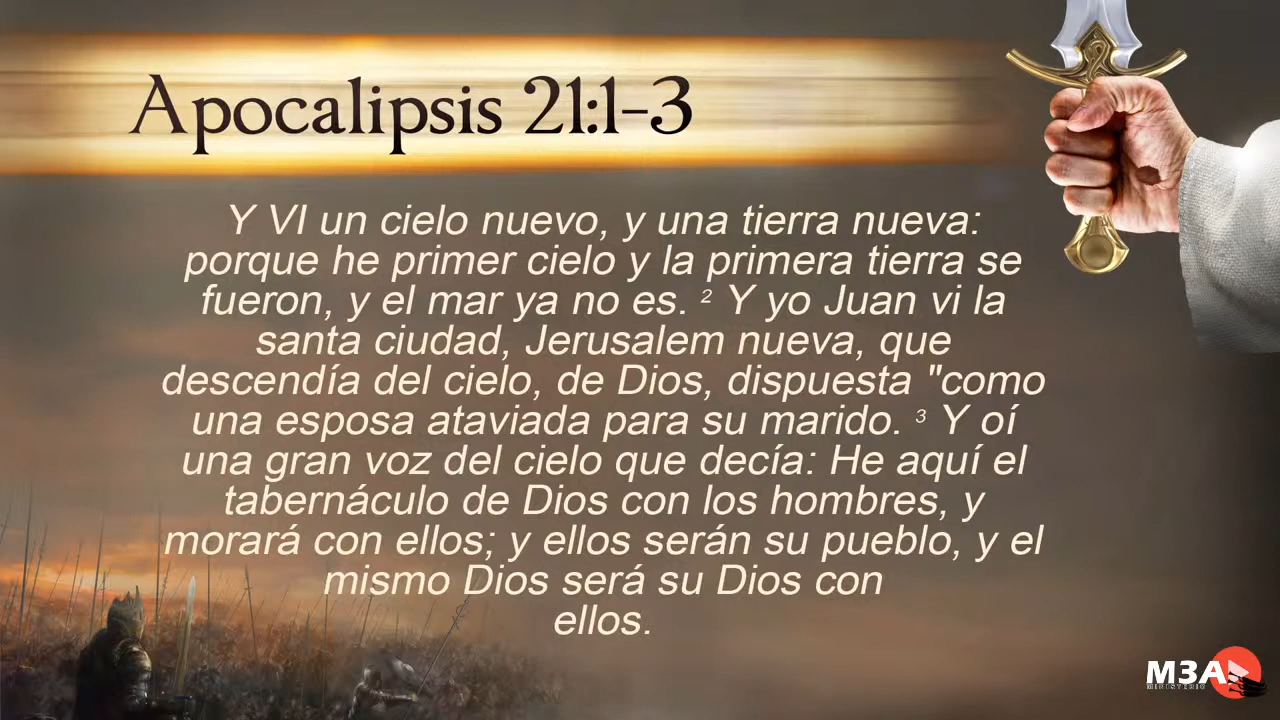 Apocalipsis 21:1-3
Y VI un cielo nuevo, y una tierra nueva:
porque he primer cielo y la primera tierra se
fueron, y el mar ya no es. ² Y yo Juan vi la
santa ciudad, Jerusalem nueva, que
descendía del cielo, de Dios, dispuesta "como
una esposa ataviada para su marido. ³ Y oí
una gran voz del cielo que decía: He aquí el
tabernáculo de Dios con los hombres, y
morará con ellos; y ellos serán su pueblo, y el
mismo Dios será su Dios con
ellos.
M3A
MINISTERIO